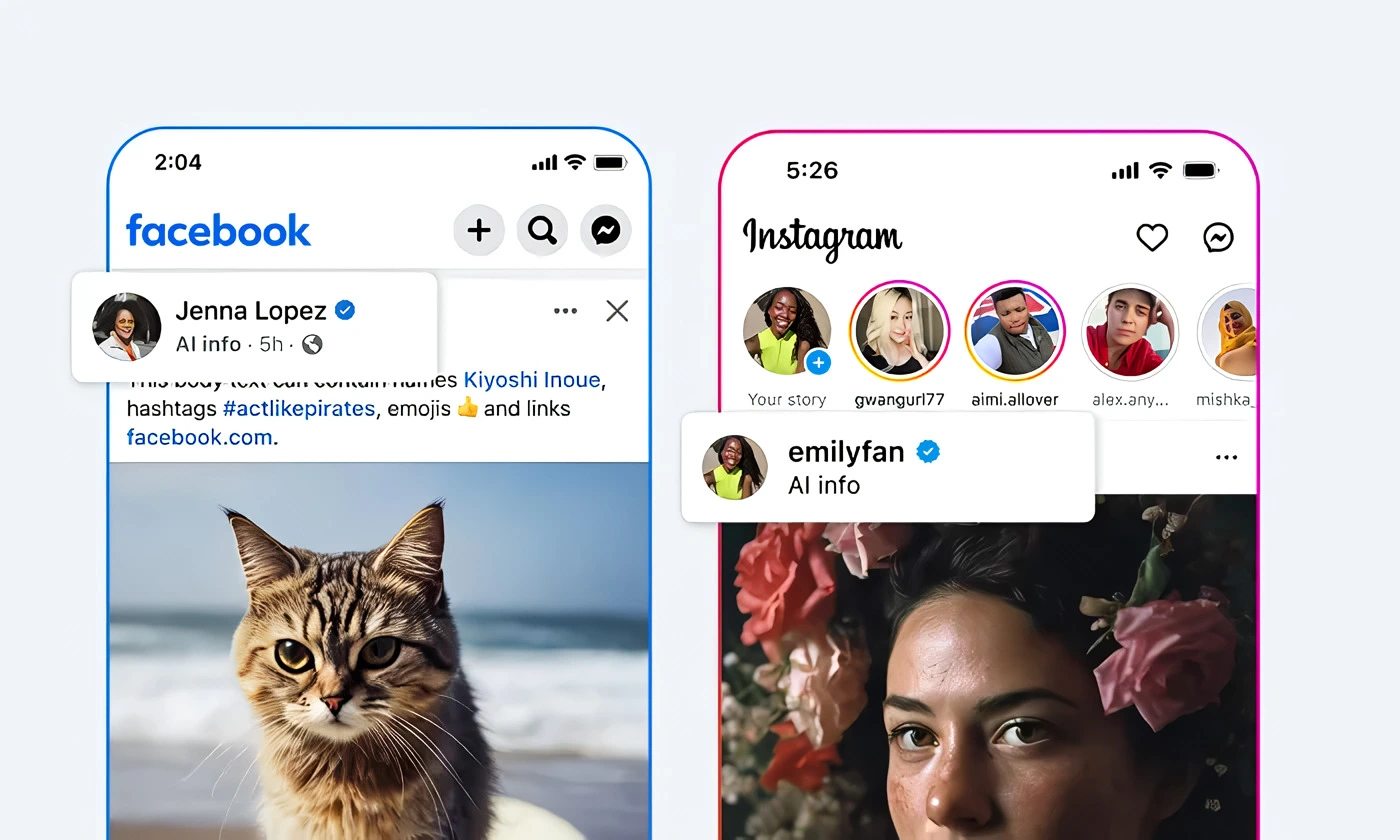 2:04
facebook
Jenna Lopez
AI info · 5h ·
This body text can contain names Kiyoshi Inoue,
hashtags #actlikepirates, emojis 👍 and links
facebook.com.
5:26
Instagram
Your story
gwangurl77
aimi.allover
alex.any...
mishka_
emilyfan
AI info